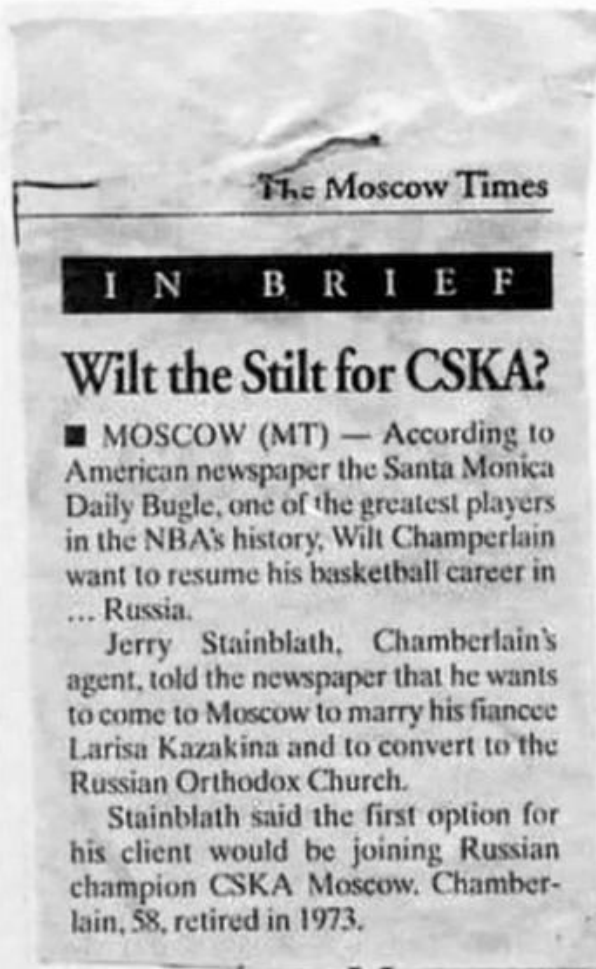 The Moscow Times
IN BRIEF
Wilt the Stilt for CSKA?
■ MOSCOW (MT) — According to
American newspaper the Santa Monica
Daily Bugle, one of the greatest players
in the NBA's history, Wilt Champerlain
want to resume his basketball career in
... Russia.
Jerry Stainblath, Chamberlain's
agent, told the newspaper that he wants
to come to Moscow to marry his fiancee
Larisa Kazakina and to convert to the
Russian Orthodox Church.
Stainblath said the first option for
his client would be joining Russian
champion CSKA Moscow. Chamber-
lain, 58, retired in 1973.